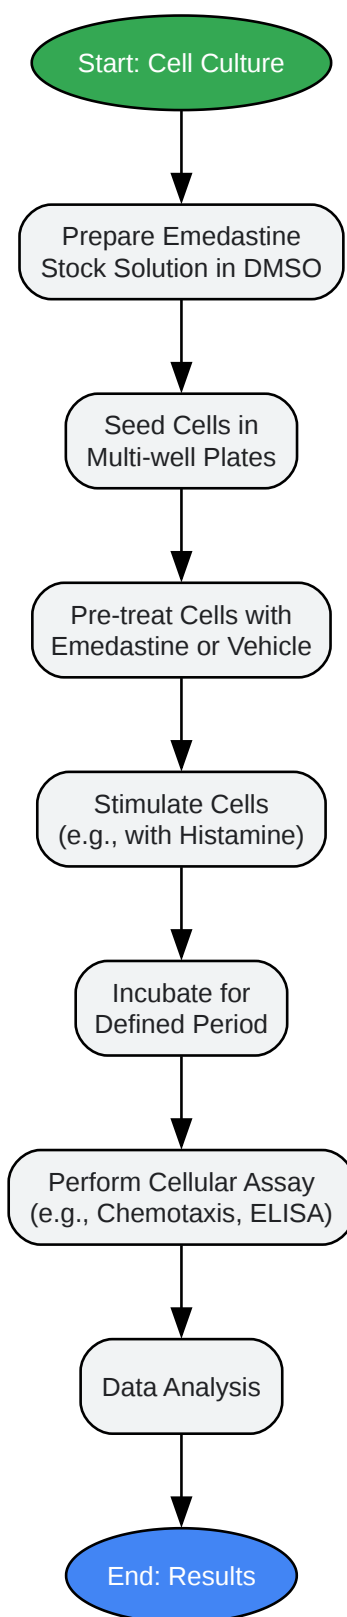 Start: Cell Culture
Prepare Emedastine
Stock Solution in DMSO
Seed Cells in
Multi-well Plates
Pre-treat Cells with
Emedastine or Vehicle
Stimulate Cells
(e.g., with Histamine)
Incubate for
Defined Period
Perform Cellular Assay
(e.g., Chemotaxis, ELISA)
Data Analysis
End: Results